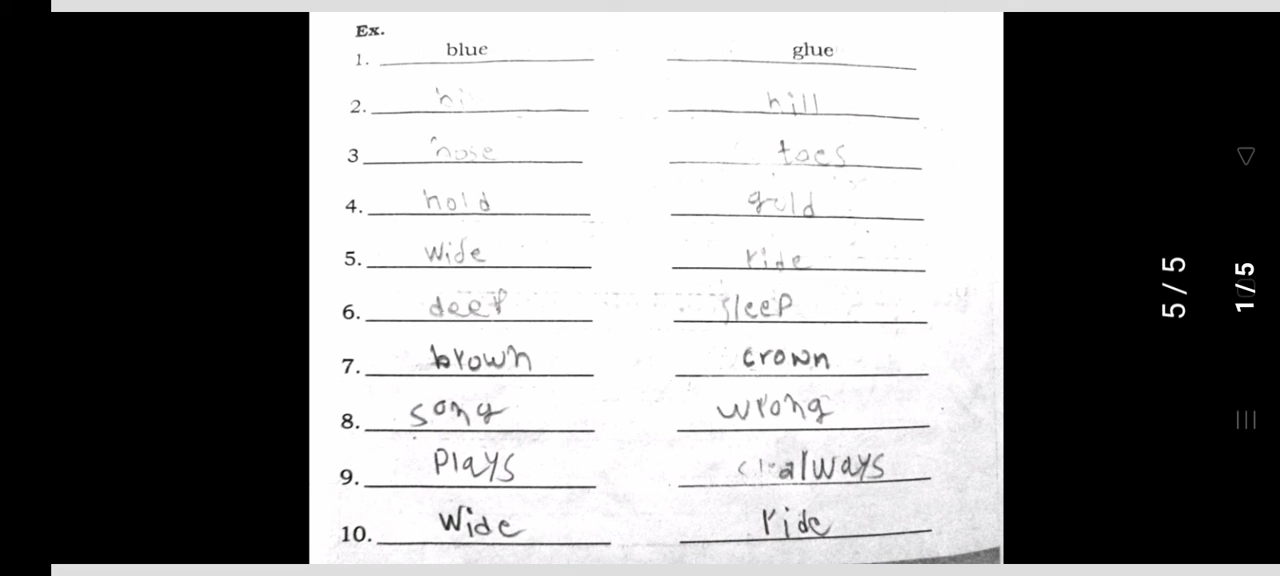 Ex.
1. blue glue
2. hi hill
3 nose toes
4. hold gold
5. wide ride
6. deep sleep
7. brown crown
8. song wrong
9. plays always
10. wide ride
5 / 5
1 / 5